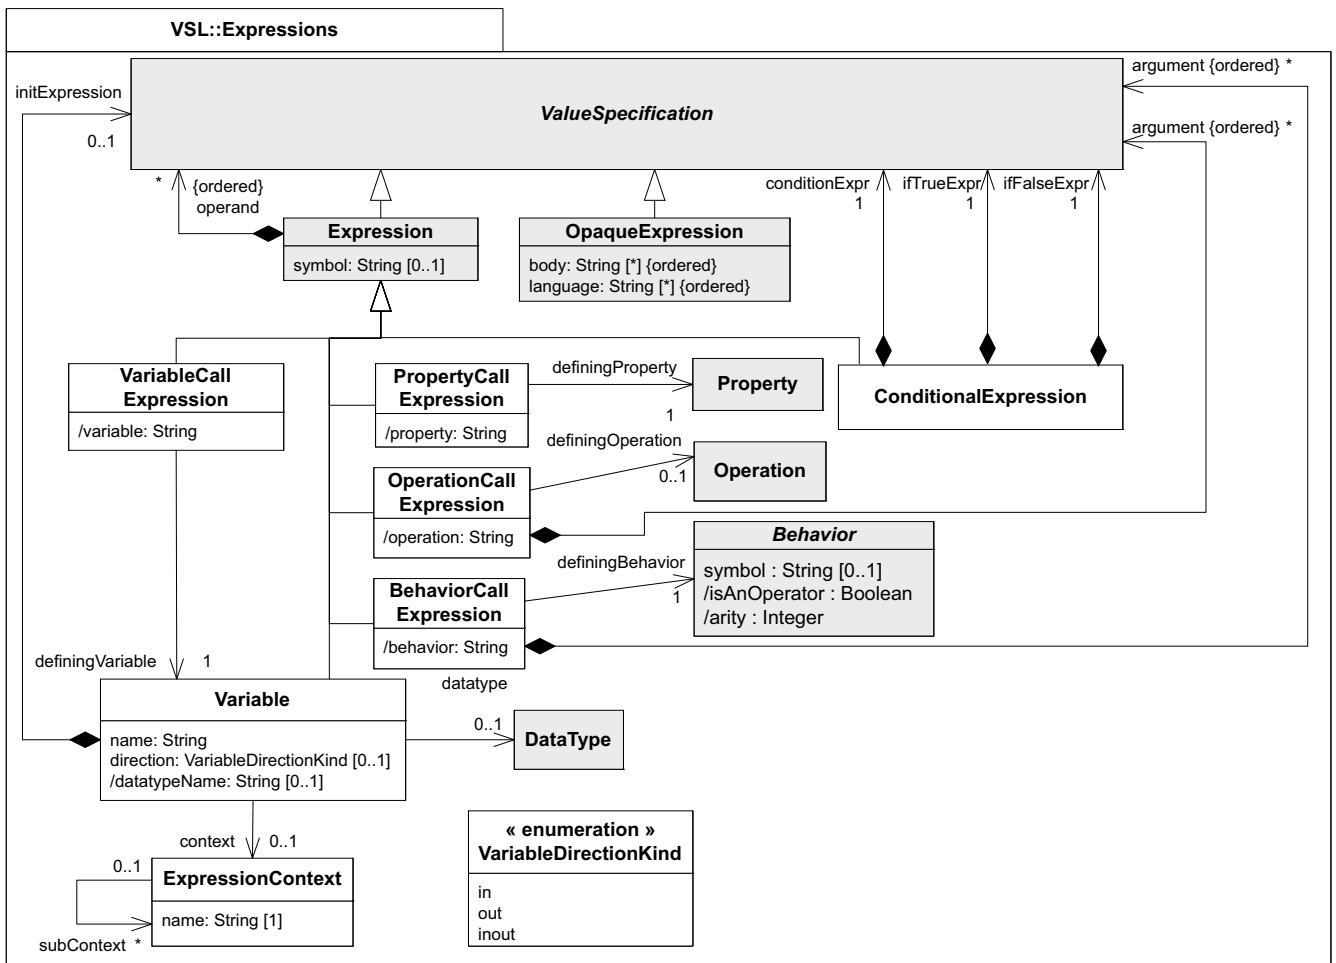 VSL::Expressions
argument {ordered} *
initExpression
ValueSpecification
0..1
argument {ordered} *
* {ordered}
operand
conditionExpr
1
ifTrueExpr
1
ifFalseExpr
1
Expression
symbol: String [0..1]
OpaqueExpression
body: String [*] {ordered}
language: String [*] {ordered}
VariableCall
Expression
/variable: String
PropertyCall
Expression
/property: String
definingProperty
1
Property
ConditionalExpression
definingOperation
0..1
Operation
OperationCall
Expression
/operation: String
Behavior
symbol : String [0..1]
/isAnOperator : Boolean
/arity : Integer
definingBehavior
1
BehaviorCall
Expression
/behavior: String
definingVariable 1
datatype
Variable
name: String
direction: VariableDirectionKind [0..1]
/datatypeName: String [0..1]
0..1
DataType
context 0..1
0..1
ExpressionContext
name: String [1]
subContext *
« enumeration »
VariableDirectionKind
in
out
inout